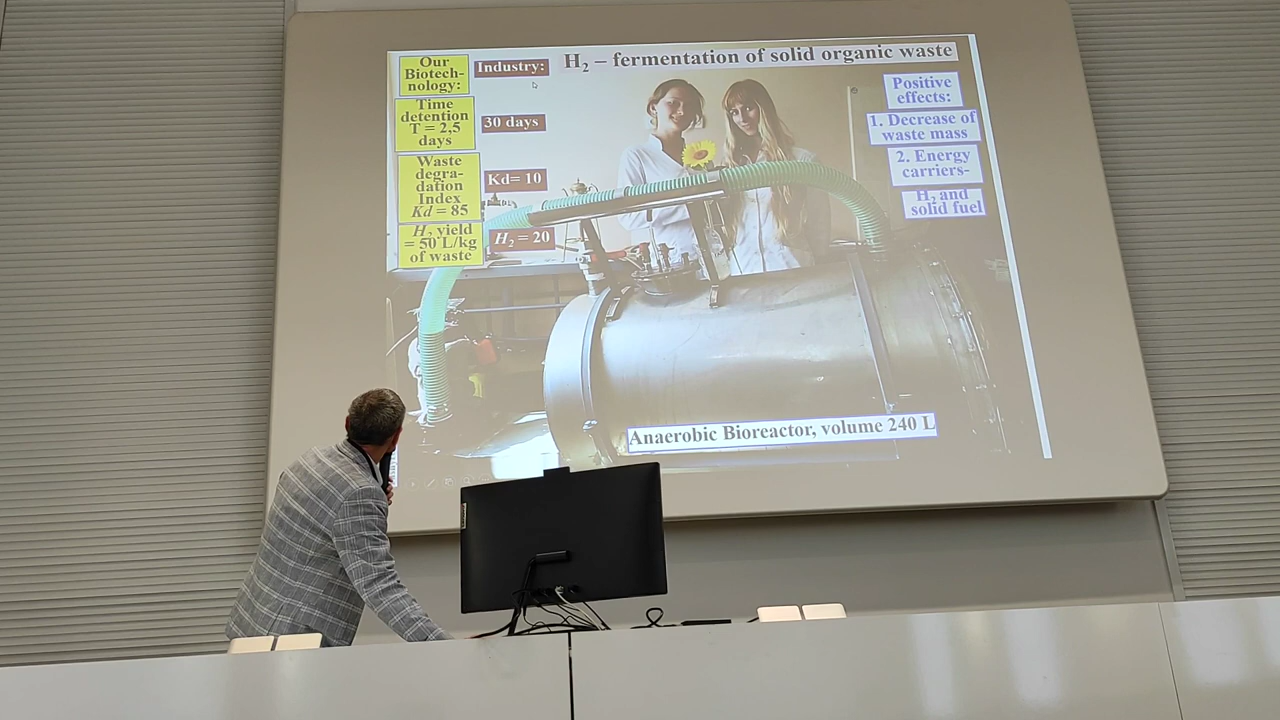 H₂ – fermentation of solid organic waste
Our
Biotech-
nology:
Industry:
Time
detention
T = 2,5
days
30 days
Waste
degra-
dation
Index
Kd = 85
Kd= 10
H₂ yield
= 50 L/kg
of waste
H₂ = 20
Positive
effects:
1. Decrease of
waste mass
2. Energy
carriers-
H₂ and
solid fuel
Anaerobic Bioreactor, volume 240 L